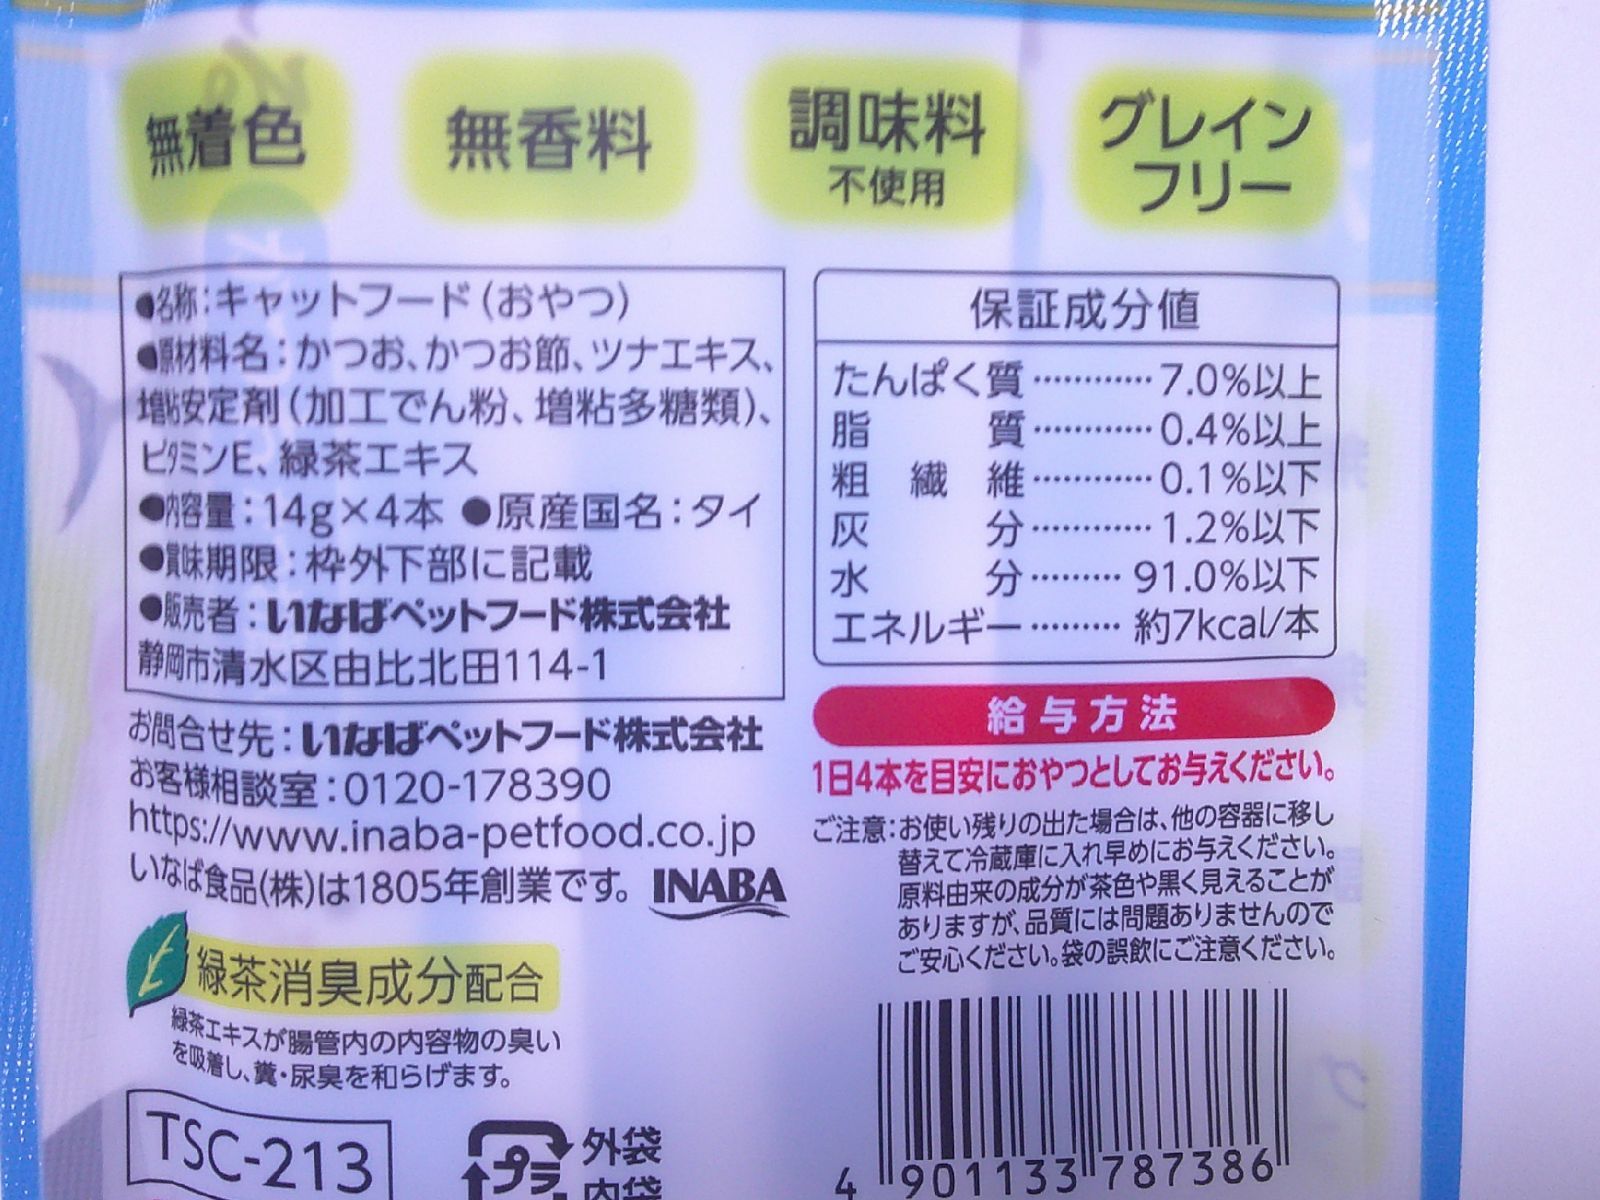 無着色
無香料
調味料
不使用
グレイン
フリー
●名称：キャットフード（おやつ）
●原材料名：かつお、かつお節、ツナエキス、
増粘安定剤（加工でん粉、増粘多糖類）、
ビタミンE、緑茶エキス
●内容量：14g×4本 ●原産国名：タイ
●賞味期限：枠外下部に記載
●販売者：いなばペットフード株式会社
静岡市清水区由比北田114-1
お問合せ先：いなばペットフード株式会社
お客様相談室：0120-178390
https://www.inaba-petfood.co.jp
いなば食品(株)は1805年創業です。 INABA
緑茶消臭成分配合
緑茶エキスが腸管内の内容物の臭い
を吸着し、糞・尿臭を和らげます。
TSC-213
プラ
外袋
内袋
保証成分値
たんぱく質…………7.0%以上
脂質…………0.4%以上
粗繊維…………0.1%以下
灰分…………1.2%以下
水分………91.0%以下
エネルギー………約7kcal/本
給与方法
1日4本を目安におやつとしてお与えください。
ご注意：お使い残りの出た場合は、他の容器に移し
替えて冷蔵庫に入れ早めにお与えください。
原料由来の成分が茶色や黒く見えることが
ありますが、品質には問題ありませんので
ご安心ください。袋の誤飲にご注意ください。
4 901133 787386